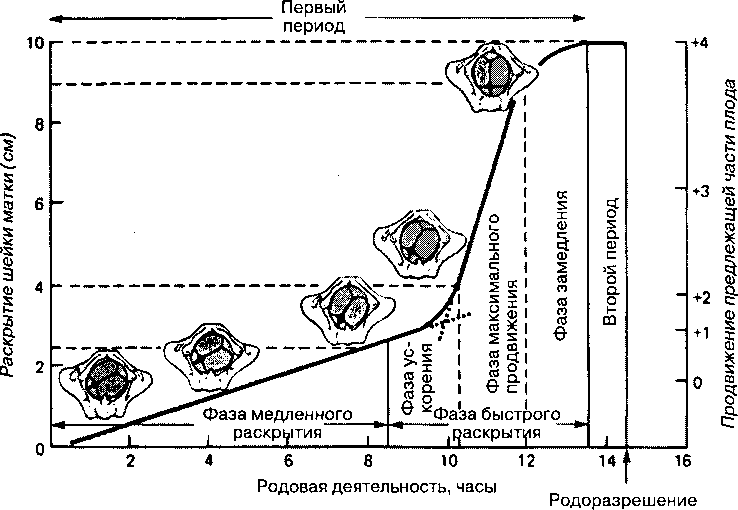 Первый
период
10
8
6
4
2
0
Раскрытие шейки матки (см)
+4
+3
+2
+1
0
Продвижение предлежащей части плода
Фаза ус-
корения
Фаза максимального
продвижения
Фаза замедления
Второй период
Фаза медленного
раскрытия
Фаза быстрого
раскрытия
2
4
6
8
10
12
14
16
Родовая деятельность, часы
Родоразрешение